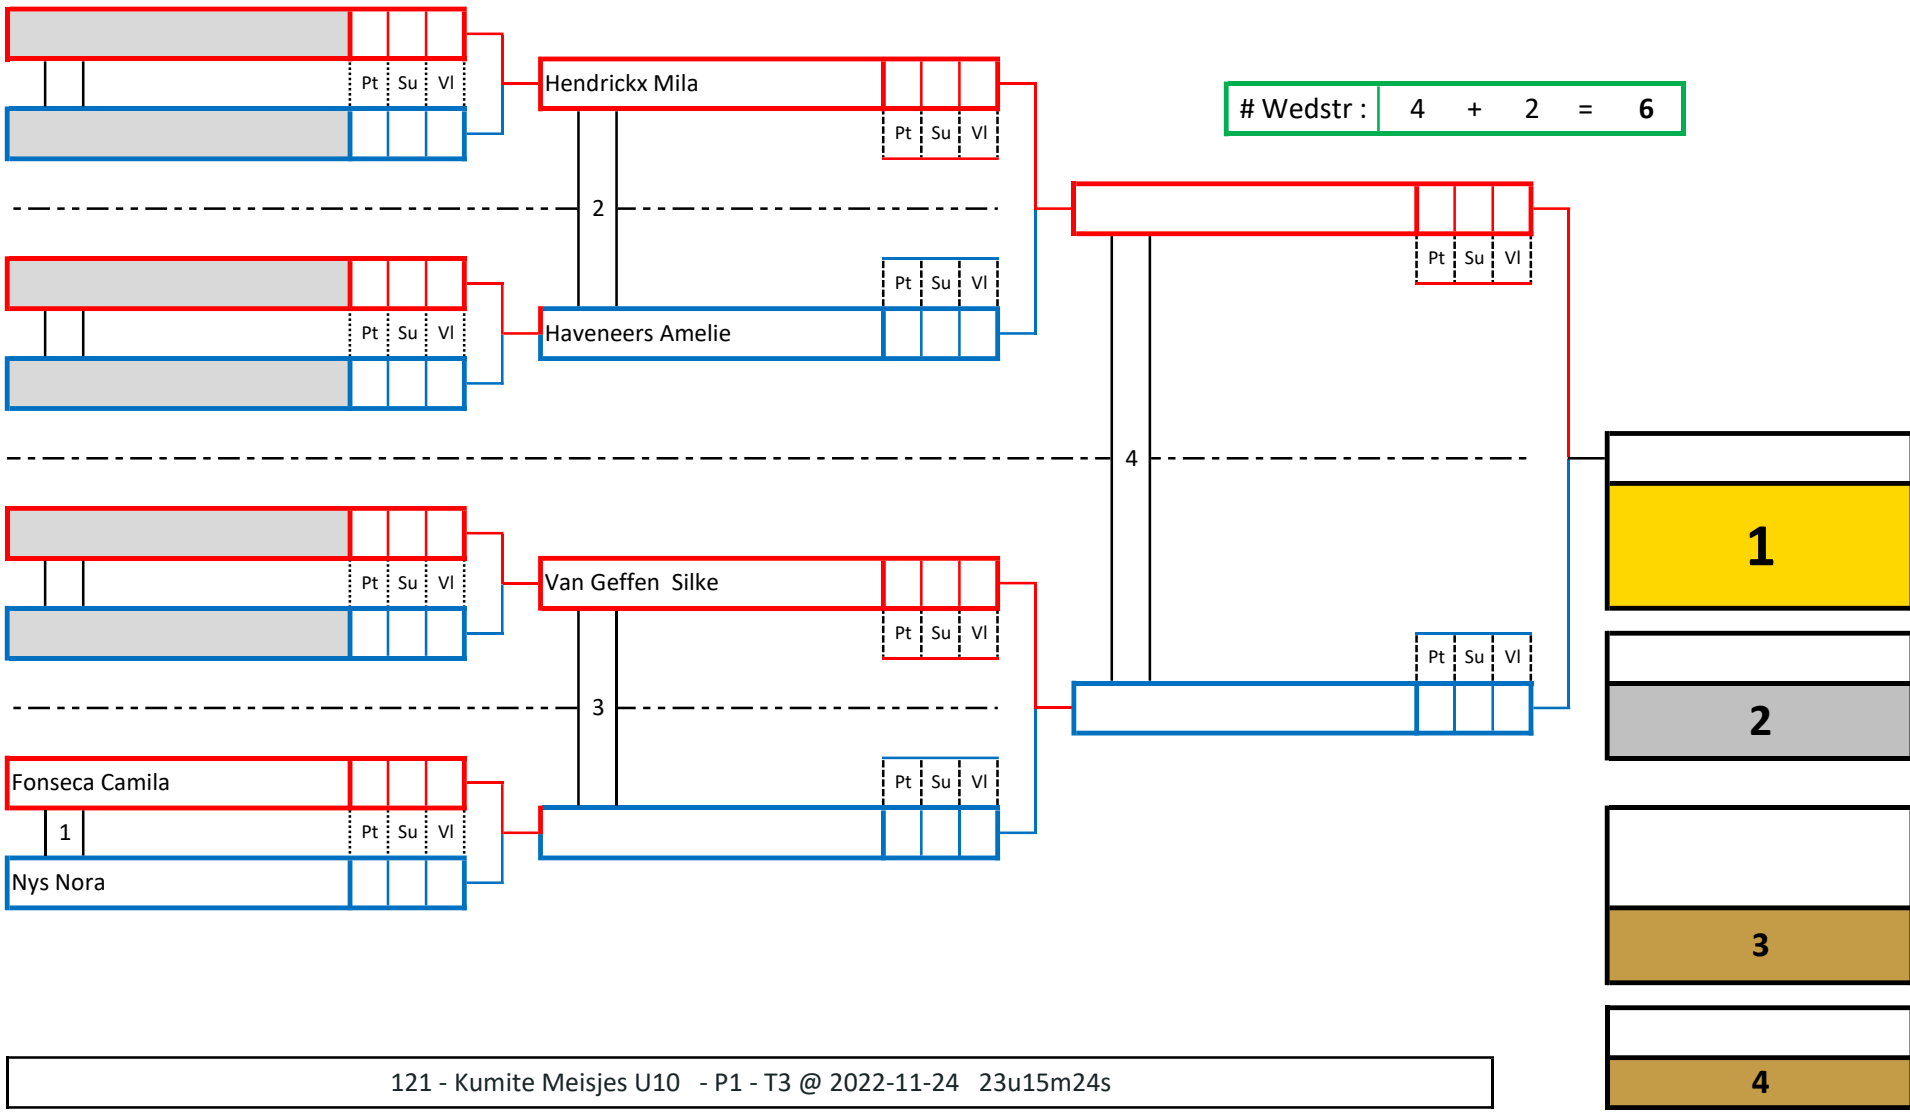 Pt Su Vl
Hendrickx Mila
# Wedstr : 4 + 2 = 6
Pt Su Vl
2
Pt Su Vl
Pt Su Vl
Pt Su Vl
Haveneers Amelie
4
1
Pt Su Vl
Van Geffen  Silke
Pt Su Vl
Pt Su Vl
3
2
Fonseca Camila
Pt Su Vl
1
Pt Su Vl
Nys Nora
3
121 - Kumite Meisjes U10   - P1 - T3 @ 2022-11-24   23u15m24s
4